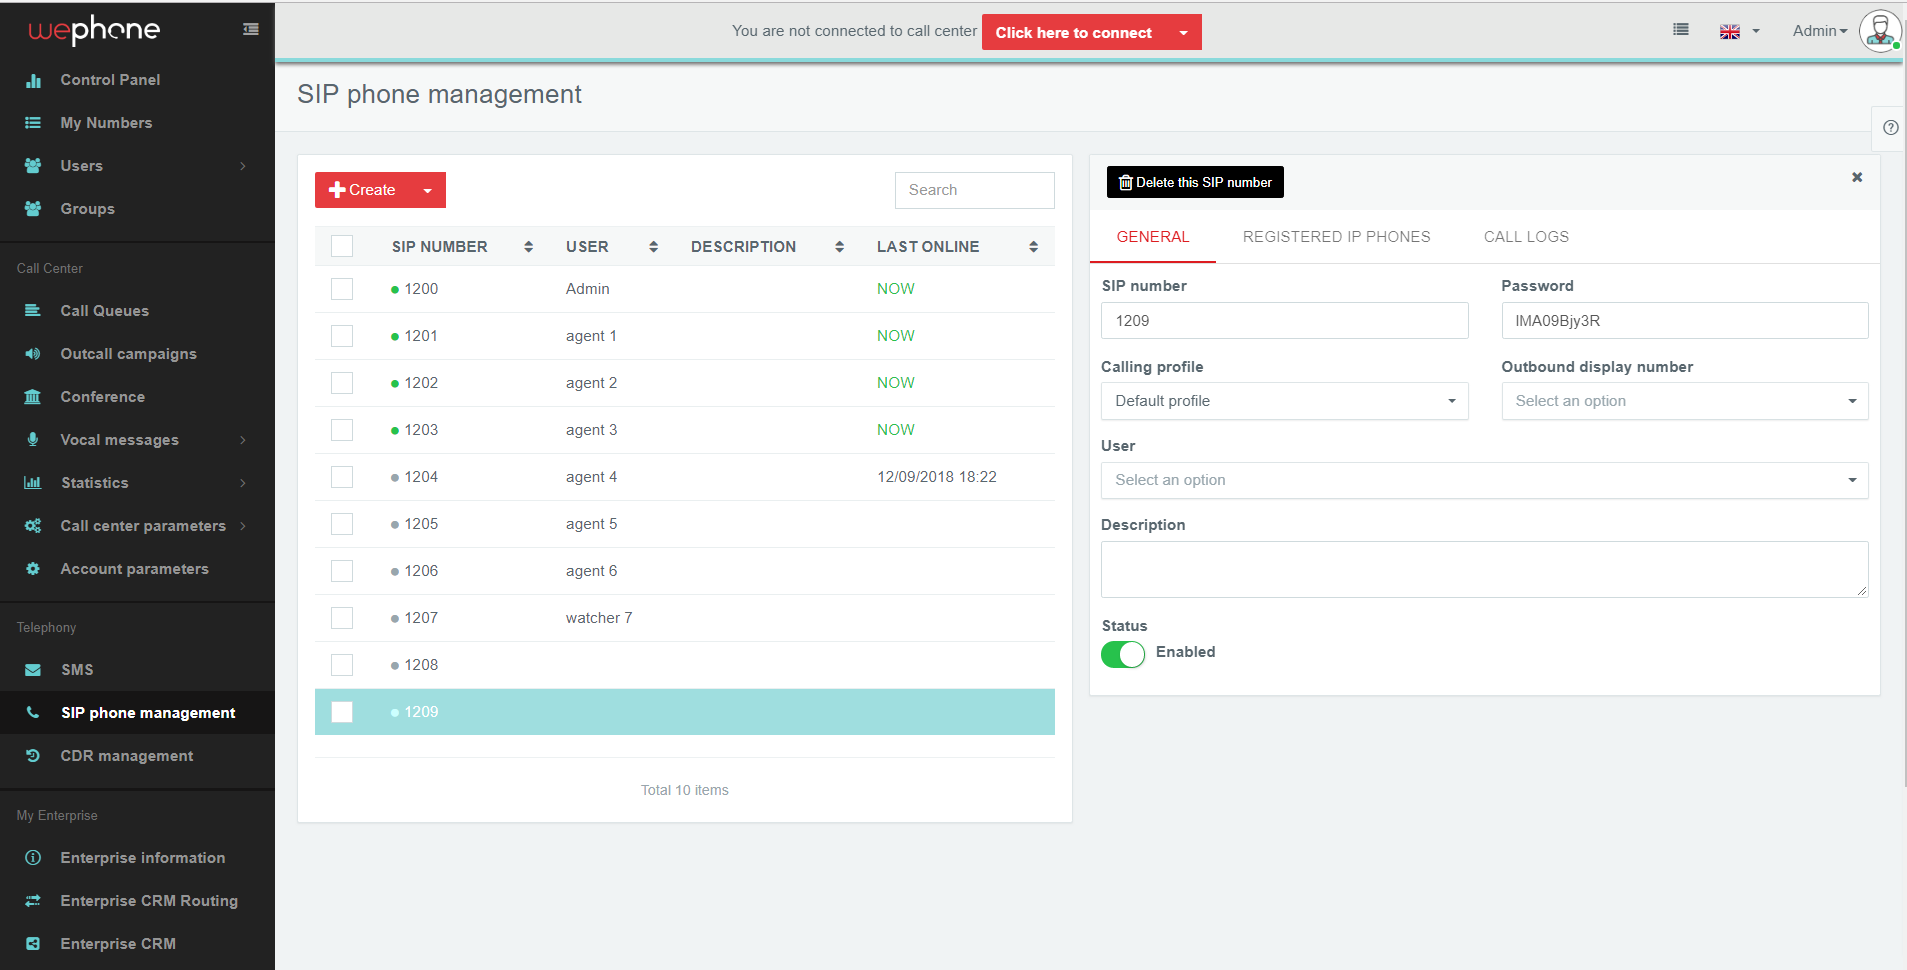 wephone
You are not connected to call center
Click here to connect
Admin
Control Panel
My Numbers
Users
Groups
Call Center
Call Queues
Outcall campaigns
Conference
Vocal messages
Statistics
Call center parameters
Account parameters
Telephony
SMS
SIP phone management
CDR management
My Enterprise
Enterprise information
Enterprise CRM Routing
Enterprise CRM
SIP phone management
Create
Search
SIP NUMBER USER DESCRIPTION LAST ONLINE
1200 Admin NOW
1201 agent 1 NOW
1202 agent 2 NOW
1203 agent 3 NOW
1204 agent 4 12/09/2018 18:22
1205 agent 5
1206 agent 6
1207 watcher 7
1208
1209
Total 10 items
Delete this SIP number
GENERAL REGISTERED IP PHONES CALL LOGS
SIP number Password
1209 IMA09Bjy3R
Calling profile Outbound display number
Default profile Select an option
User
Select an option
Description
Status
Enabled